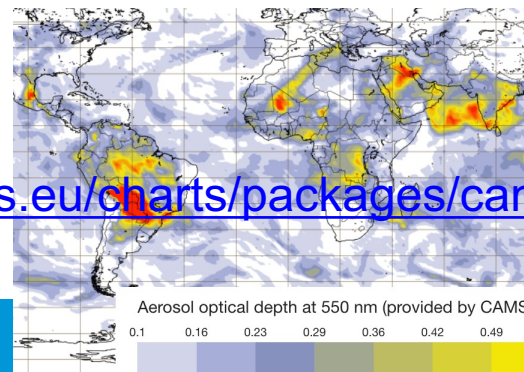 s.eu/charts/packages/car
Aerosol optical depth at 550 nm (provided by CAMS
0.1 0.16 0.23 0.29 0.36 0.42 0.49